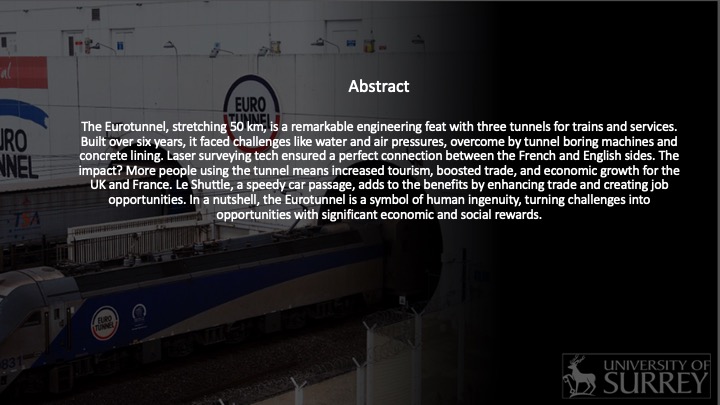 Abstract
The Eurotunnel, stretching 50 km, is a remarkable engineering feat with three tunnels for trains and services.
Built over six years, it faced challenges like water and air pressures, overcome by tunnel boring machines and
concrete lining. Laser surveying tech ensured a perfect connection between the French and English sides. The
impact? More people using the tunnel means increased tourism, boosted trade, and economic growth for the
UK and France. Le Shuttle, a speedy car passage, adds to the benefits by enhancing trade and creating job
opportunities. In a nutshell, the Eurotunnel is a symbol of human ingenuity, turning challenges into
opportunities with significant economic and social rewards.
EURO
TUNNEL
URO
NNEL
EURO
TUNNEL
9831
UNIVERSITY OF
SURREY